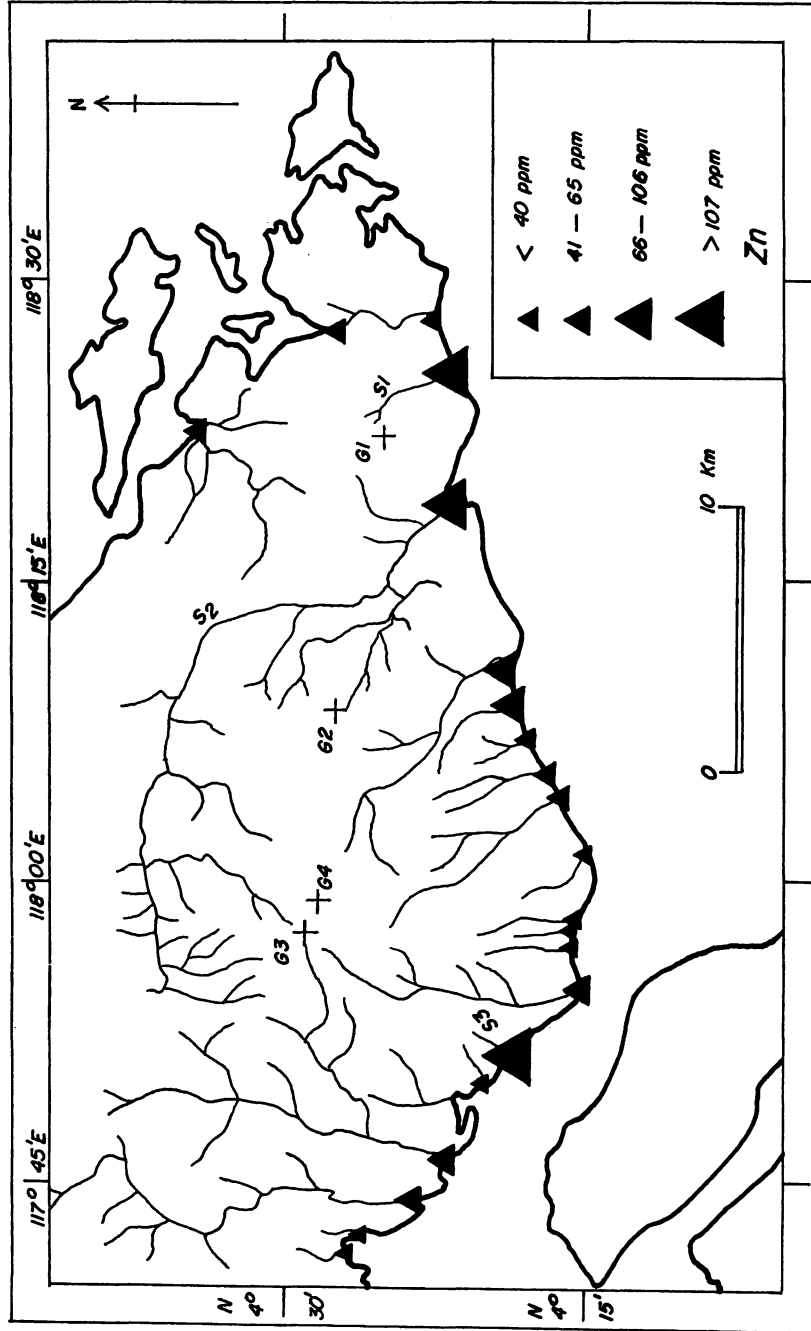 N
118° 30'E
118° 15'E
118° 00'E
117° 45'E
N 4° 30'
N 4° 15'
G1
S1
S2
G2
G3
G4
S3
< 40 ppm
41 – 65 ppm
66 – 106 ppm
> 107 ppm
Zn
0 10 Km